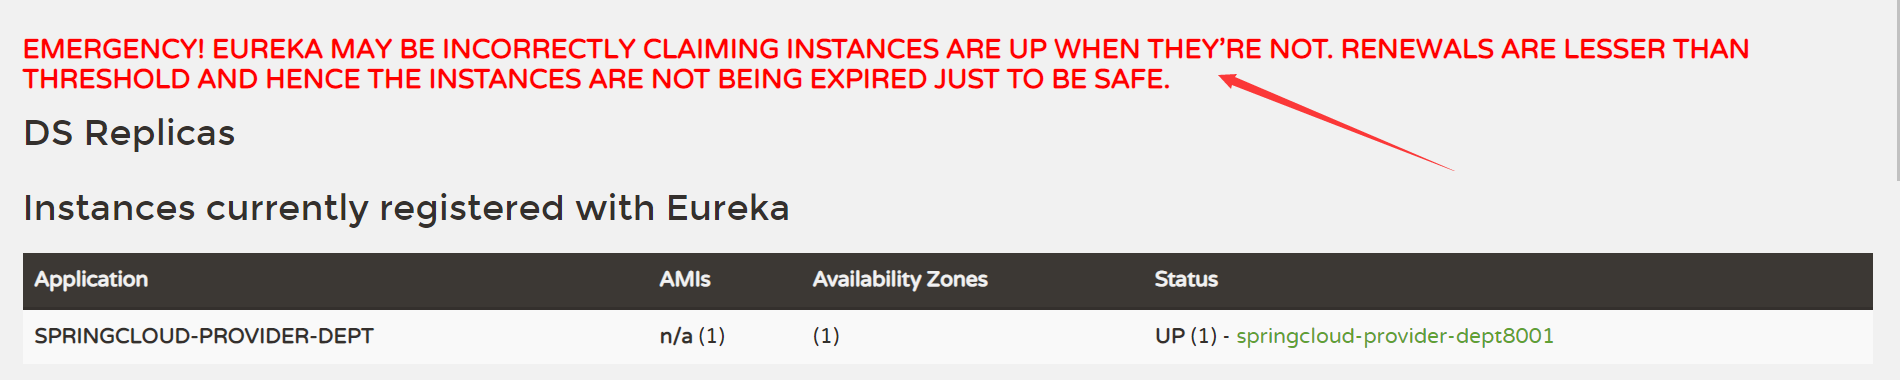 EMERGENCY! EUREKA MAY BE INCORRECTLY CLAIMING INSTANCES ARE UP WHEN THEY’RE NOT. RENEWALS ARE LESSER THAN
THRESHOLD AND HENCE THE INSTANCES ARE NOT BEING EXPIRED JUST TO BE SAFE.
DS Replicas
Instances currently registered with Eureka
Application AMIs Availability Zones Status
SPRINGCLOUD-PROVIDER-DEPT n/a (1) (1) UP (1) - springcloud-provider-dept8001